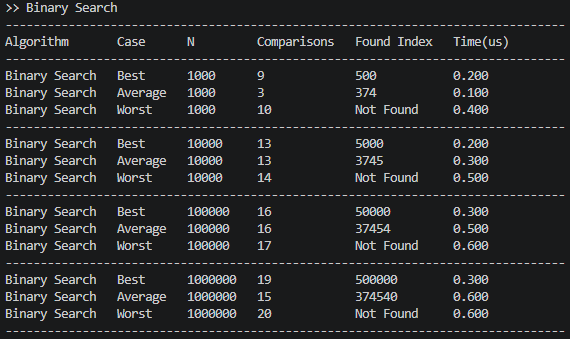 >> Binary Search
--------------------------------------------------------------------------------
Algorithm       Case      N         Comparisons   Found Index   Time(us)
--------------------------------------------------------------------------------
Binary Search   Best      1000      9             500           0.200
Binary Search   Average   1000      3             374           0.100
Binary Search   Worst     1000      10            Not Found     0.400
--------------------------------------------------------------------------------
Binary Search   Best      10000     13            5000          0.200
Binary Search   Average   10000     13            3745          0.300
Binary Search   Worst     10000     14            Not Found     0.500
--------------------------------------------------------------------------------
Binary Search   Best      100000    16            50000         0.300
Binary Search   Average   100000    16            37454         0.500
Binary Search   Worst     100000    17            Not Found     0.600
--------------------------------------------------------------------------------
Binary Search   Best      1000000   19            500000        0.300
Binary Search   Average   1000000   15            374540        0.600
Binary Search   Worst     1000000   20            Not Found     0.600
--------------------------------------------------------------------------------